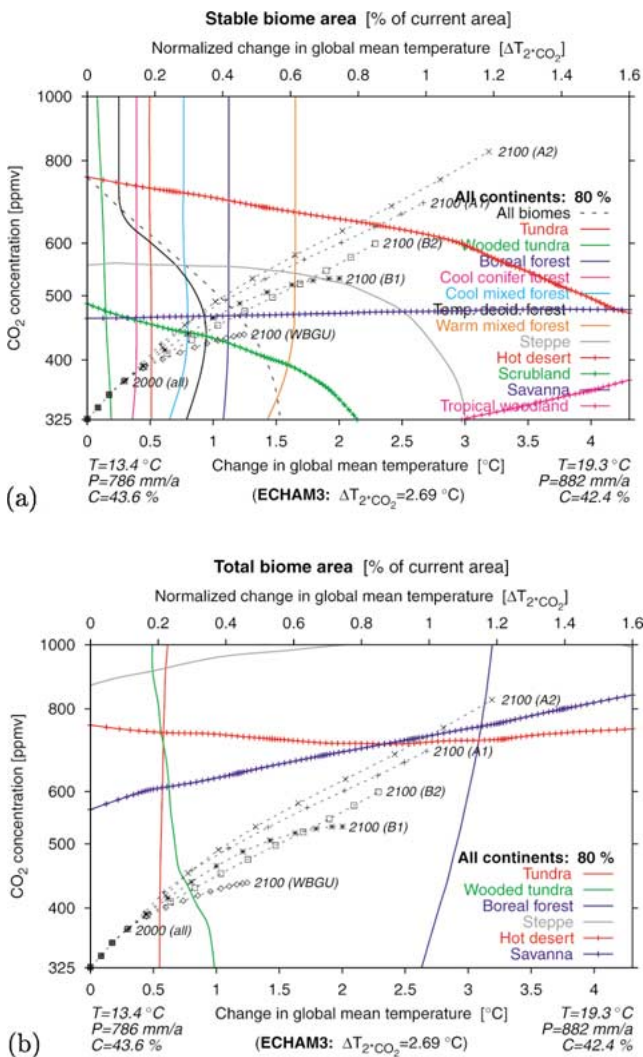 Stable biome area [% of current area]
Normalized change in global mean temperature [ΔT2*CO2]
0 0.2 0.4 0.6 0.8 1 1.2 1.4 1.6
1000
800
600
500
400
325
CO2 concentration [ppmv]
2100 (A2)
2100 (A1)
2100 (B2)
2100 (B1)
2100 (WBGU)
2000 (all)
All continents: 80 %
All biomes
Tundra
Wooded tundra
Boreal forest
Cool conifer forest
Cool mixed forest
Temp. decid. forest
Warm mixed forest
Steppe
Hot desert
Scrubland
Savanna
Tropical woodland
0 0.5 1 1.5 2 2.5 3 3.5 4
T=13.4 °C Change in global mean temperature [°C] T=19.3 °C
P=786 mm/a P=882 mm/a
(a) C=43.6 % (ECHAM3: ΔT2*CO2=2.69 °C) C=42.4 %
Total biome area [% of current area]
Normalized change in global mean temperature [ΔT2*CO2]
0 0.2 0.4 0.6 0.8 1 1.2 1.4 1.6
1000
800
600
500
400
325
CO2 concentration [ppmv]
2100 (A2)
2100 (A1)
2100 (B2)
2100 (B1)
2100 (WBGU)
2000 (all)
All continents: 80 %
Tundra
Wooded tundra
Boreal forest
Steppe
Hot desert
Savanna
0 0.5 1 1.5 2 2.5 3 3.5 4
T=13.4 °C Change in global mean temperature [°C] T=19.3 °C
P=786 mm/a P=882 mm/a
(b) C=43.6 % (ECHAM3: ΔT2*CO2=2.69 °C) C=42.4 %